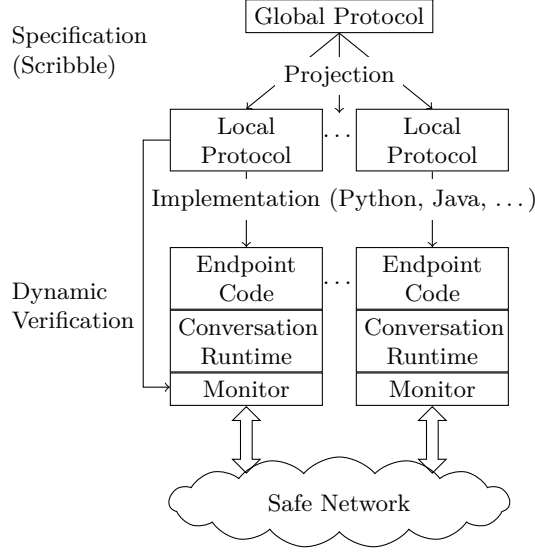 Global Protocol
Specification
(Scribble)
Projection
Local
Protocol
...
Local
Protocol
Implementation (Python, Java, ...)
Endpoint
Code
...
Endpoint
Code
Dynamic
Verification
Conversation
Runtime
Conversation
Runtime
Monitor
Monitor
Safe Network